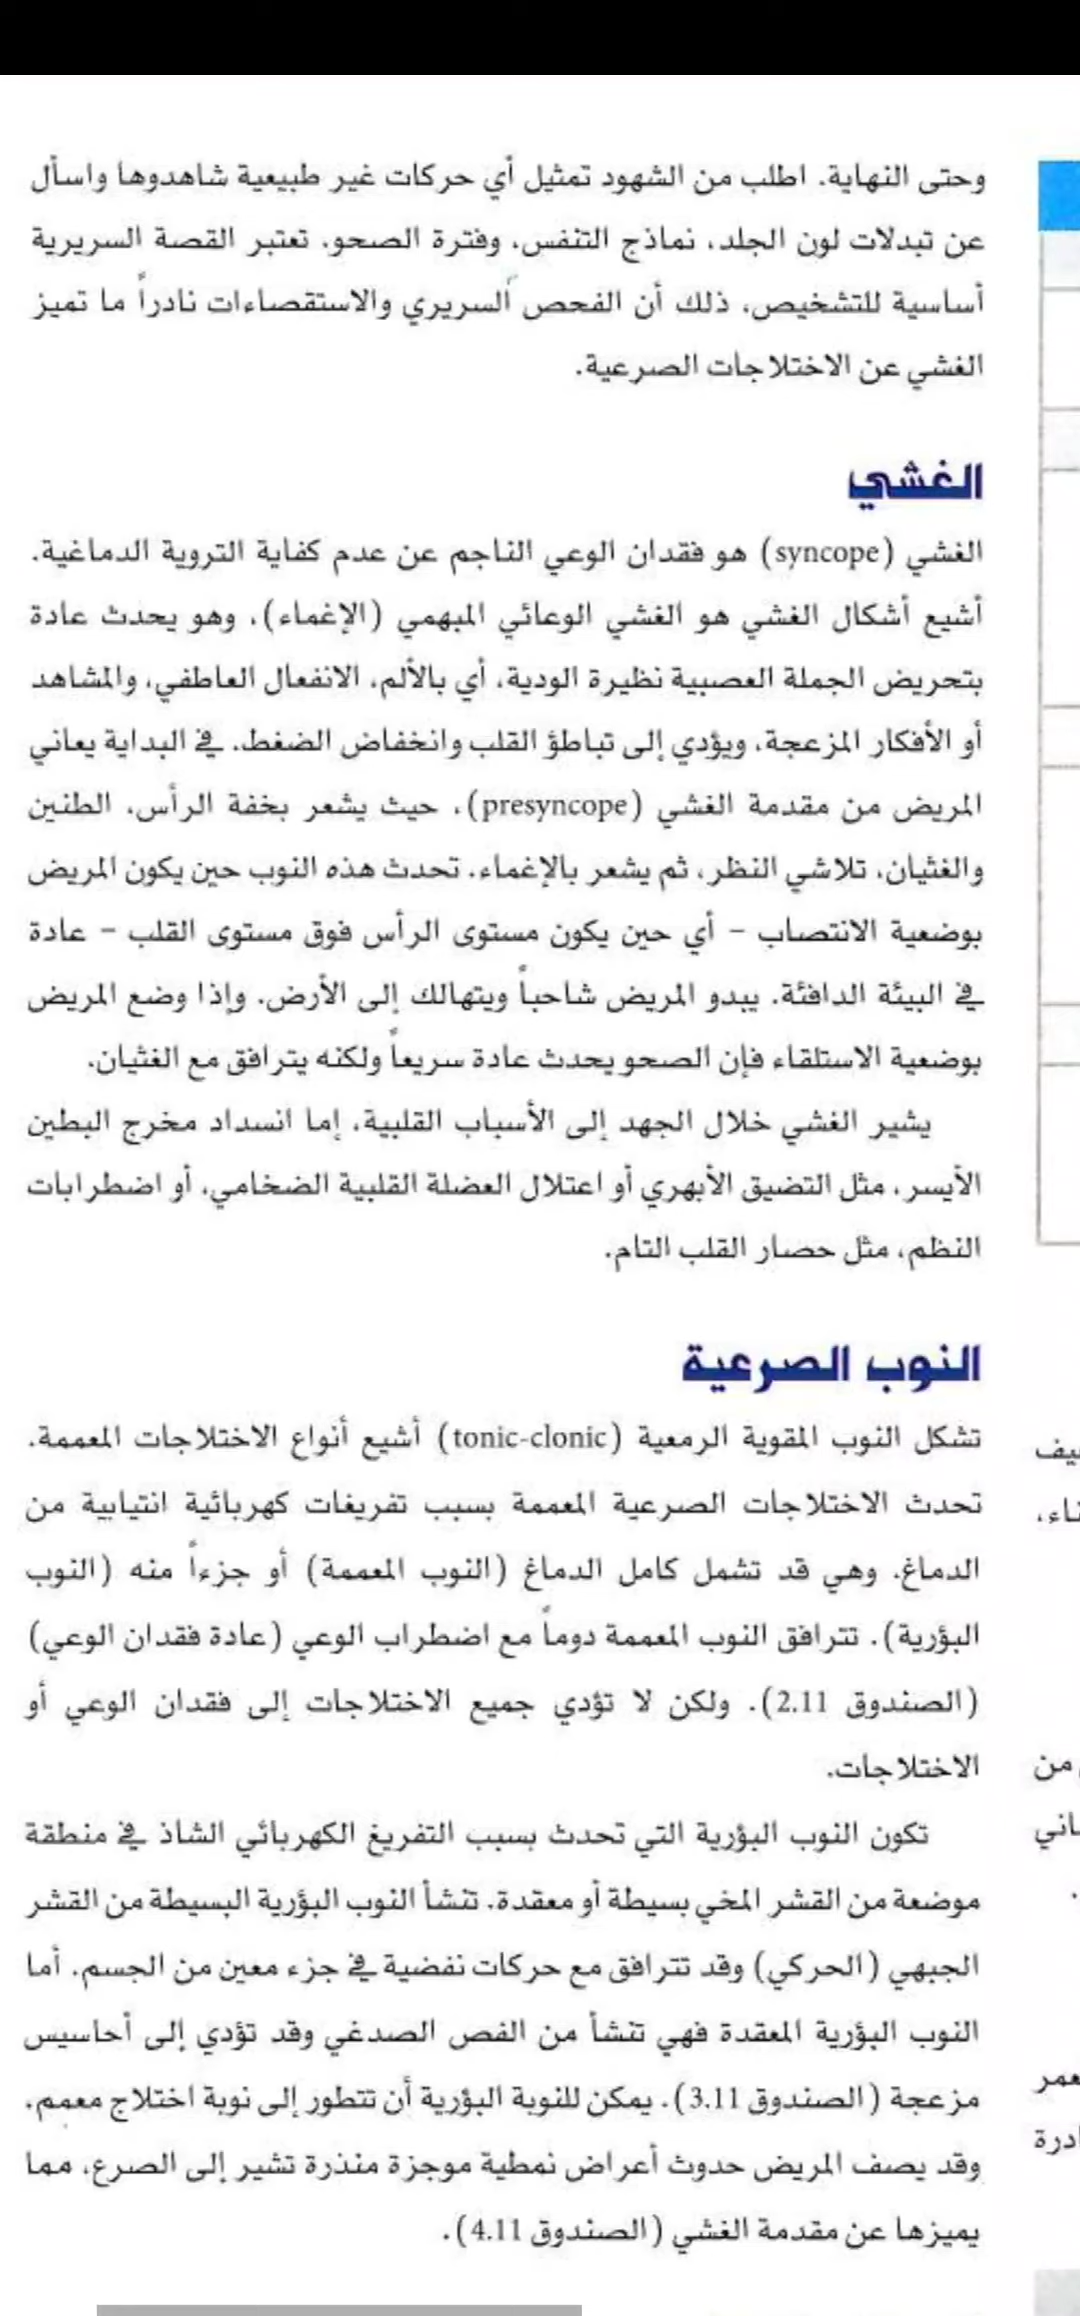 وحتى النهاية. اطلب من الشهود تمثيل أي حركات غير طبيعية شاهدوها واسأل
عن تبدلات لون الجلد، نماذج التنفس، وفترة الصحو. تعتبر القصة السريرية
أساسية للتشخيص، ذلك أن الفحص السريري والاستقصاءات نادراً ما تميز
الغشي عن الاختلاجات الصرعية.
الغشي
الغشي (syncope) هو فقدان الوعي الناجم عن عدم كفاية التروية الدماغية.
أشيع أشكال الغشي هو الغشي الوعائي المبهمي (الإغماء)، وهو يحدث عادة
بتحريض الجملة العصبية نظيرة الودية، أي بالألم، الانفعال العاطفي، والمشاهد
أو الأفكار المزعجة، ويؤدي إلى تباطؤ القلب وانخفاض الضغط. في البداية يعاني
المريض من مقدمة الغشي (presyncope)، حيث يشعر بخفة الرأس، الطنين
والغثيان، تلاشي النظر، ثم يشعر بالإغماء. تحدث هذه النوب حين يكون المريض
بوضعية الانتصاب – أي حين يكون مستوى الرأس فوق مستوى القلب – عادة
في البيئة الدافئة. يبدو المريض شاحباً ويتهالك إلى الأرض. وإذا وضع المريض
بوضعية الاستلقاء فإن الصحو يحدث عادة سريعاً ولكنه يترافق مع الغثيان.
يشير الغشي خلال الجهد إلى الأسباب القلبية، إما انسداد مخرج البطين
الأيسر، مثل التضيق الأبهري أو اعتلال العضلة القلبية الضخامي، أو اضطرابات
النظم، مثل حصار القلب التام.
النوب الصرعية
تشكل النوب المقوية الرمعية (tonic-clonic) أشيع أنواع الاختلاجات المعممة.
تحدث الاختلاجات الصرعية المعممة بسبب تفريغات كهربائية انتيابية من
الدماغ. وهي قد تشمل كامل الدماغ (النوب المعممة) أو جزءاً منه (النوب
البؤرية). تترافق النوب المعممة دوماً مع اضطراب الوعي (عادة فقدان الوعي)
(الصندوق 2.11). ولكن لا تؤدي جميع الاختلاجات إلى فقدان الوعي أو
الاختلاجات.
تكون النوب البؤرية التي تحدث بسبب التفريغ الكهربائي الشاذ في منطقة
موضعة من القشر المخي بسيطة أو معقدة. تنشأ النوب البؤرية البسيطة من القشر
الجبهي (الحركي) وقد تترافق مع حركات نفضية في جزء معين من الجسم. أما
النوب البؤرية المعقدة فهي تنشأ من الفص الصدغي وقد تؤدي إلى أحاسيس
مزعجة (الصندوق 3.11). يمكن للنوبة البؤرية أن تتطور إلى نوبة اختلاج معمم.
وقد يصف المريض حدوث أعراض نمطية موجزة منذرة تشير إلى الصرع، مما
يميزها عن مقدمة الغشي (الصندوق 4.11).